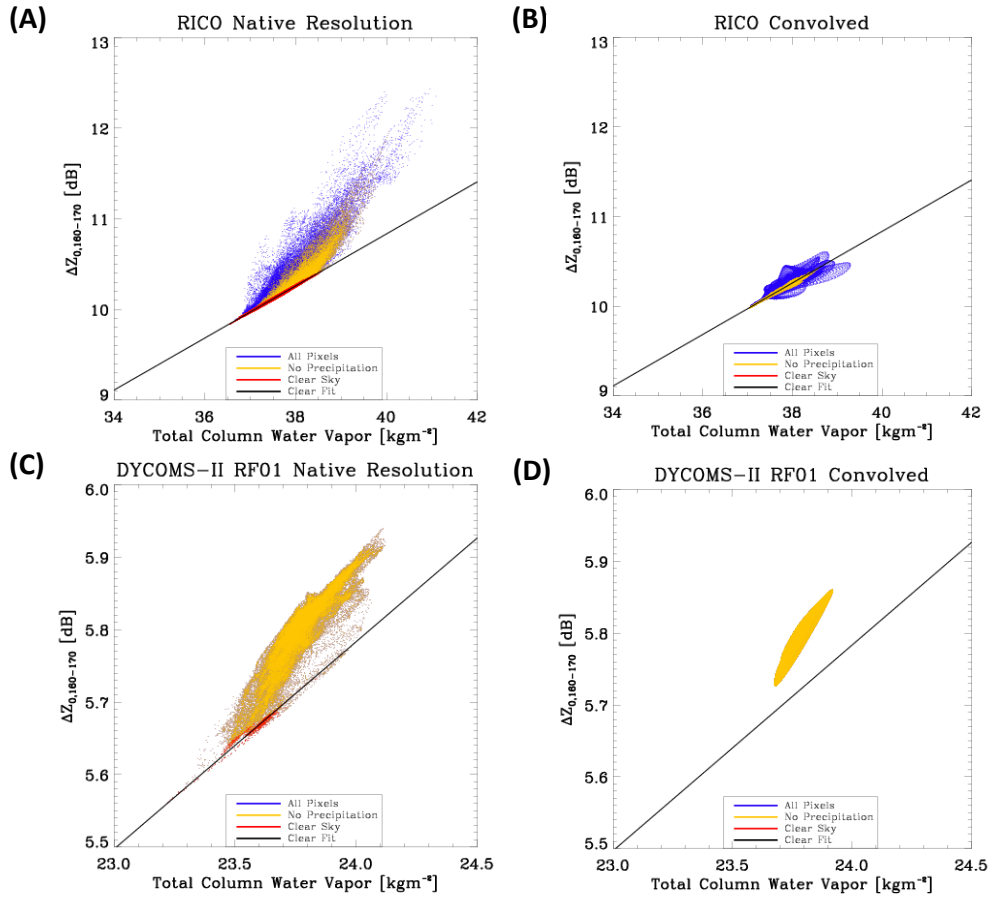 (A)
RICO Native Resolution
13
12
11
10
9
ΔZ0,160-170 [dB]
34 36 38 40 42
Total Column Water Vapor [kgm-2]
All Pixels
No Precipitation
Clear Sky
Clear Fit
(B)
RICO Convolved
13
12
11
10
9
ΔZ0,160-170 [dB]
34 36 38 40 42
Total Column Water Vapor [kgm-2]
All Pixels
No Precipitation
Clear Sky
Clear Fit
(C)
DYCOMS-II RF01 Native Resolution
6.0
5.9
5.8
5.7
5.6
5.5
ΔZ0,160-170 [dB]
23.0 23.5 24.0 24.5
Total Column Water Vapor [kgm-2]
All Pixels
No Precipitation
Clear Sky
Clear Fit
(D)
DYCOMS-II RF01 Convolved
6.0
5.9
5.8
5.7
5.6
5.5
ΔZ0,160-170 [dB]
23.0 23.5 24.0 24.5
Total Column Water Vapor [kgm-2]
All Pixels
No Precipitation
Clear Sky
Clear Fit